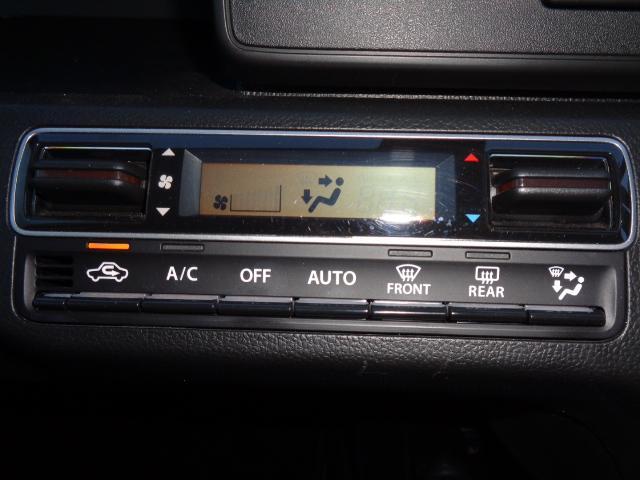 A/C OFF AUTO FRONT REAR